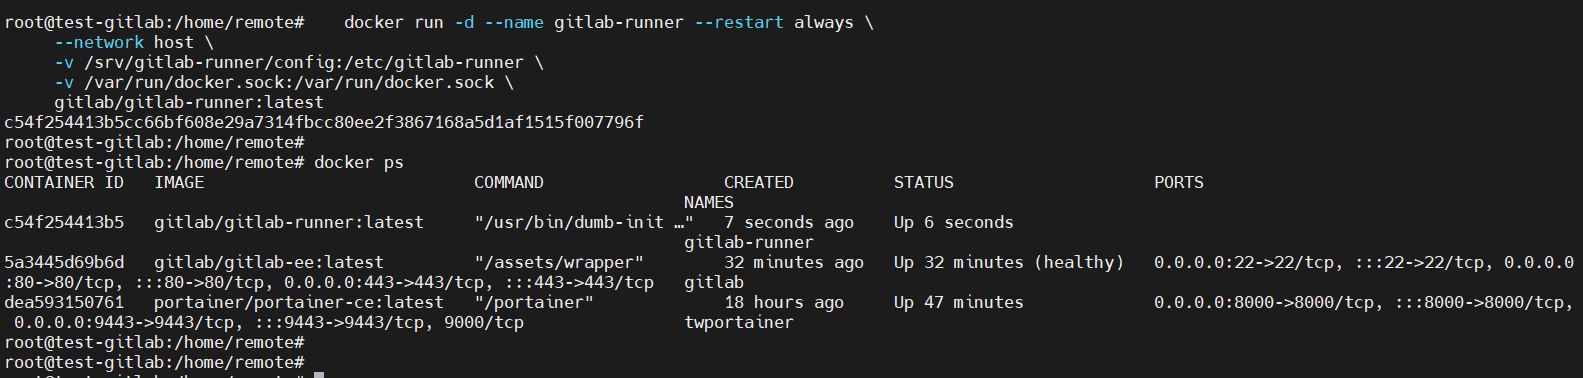 root@test-gitlab:/home/remote#    docker run -d --name gitlab-runner --restart always \
     --network host \
     -v /srv/gitlab-runner/config:/etc/gitlab-runner \
     -v /var/run/docker.sock:/var/run/docker.sock \
     gitlab/gitlab-runner:latest
c54f254413b5cc66bf608e29a7314fbcc80ee2f3867168a5d1af1515f007796f
root@test-gitlab:/home/remote#
root@test-gitlab:/home/remote# docker ps
CONTAINER ID   IMAGE                           COMMAND                  CREATED          STATUS                    PORTS
                                                                    NAMES
c54f254413b5   gitlab/gitlab-runner:latest     "/usr/bin/dumb-init …"   7 seconds ago    Up 6 seconds
                                                                    gitlab-runner
5a3445d69b6d   gitlab/gitlab-ee:latest         "/assets/wrapper"        32 minutes ago   Up 32 minutes (healthy)   0.0.0.0:22->22/tcp, :::22->22/tcp, 0.0.0.0
:80->80/tcp, :::80->80/tcp, 0.0.0.0:443->443/tcp, :::443->443/tcp   gitlab
dea593150761   portainer/portainer-ce:latest   "/portainer"             18 hours ago     Up 47 minutes             0.0.0.0:8000->8000/tcp, :::8000->8000/tcp,
 0.0.0.0:9443->9443/tcp, :::9443->9443/tcp, 9000/tcp                twportainer
root@test-gitlab:/home/remote#
root@test-gitlab:/home/remote#